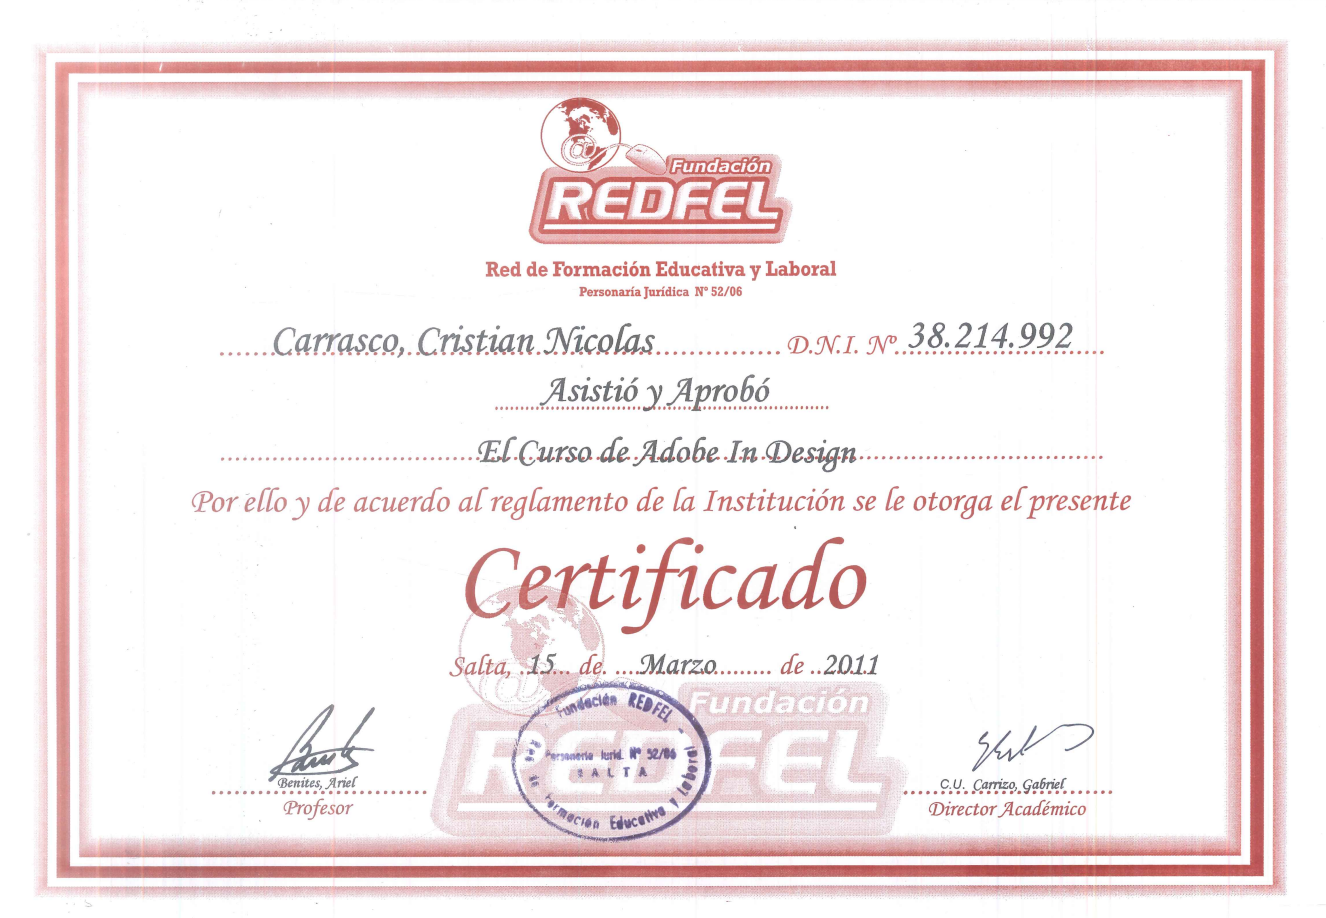 Fundación
REDFEL
Red de Formación Educativa y Laboral
Personaría Jurídica Nº 52/06
Carrasco, Cristian Nicolas D.N.I. Nº 38.214.992
Asistió y Aprobó
El Curso de Adobe In Design
Por ello y de acuerdo al reglamento de la Institución se le otorga el presente
Certificado
Salta, 15 de Marzo de 2011
Fundación
REDFEL
Fundación REDFEL -
Personería Iurid. Nº 52/06
SALTA
Red de Formación Educativa y Laboral
Benites, Ariel
Profesor
C.U. Carrizo, Gabriel
Director Académico